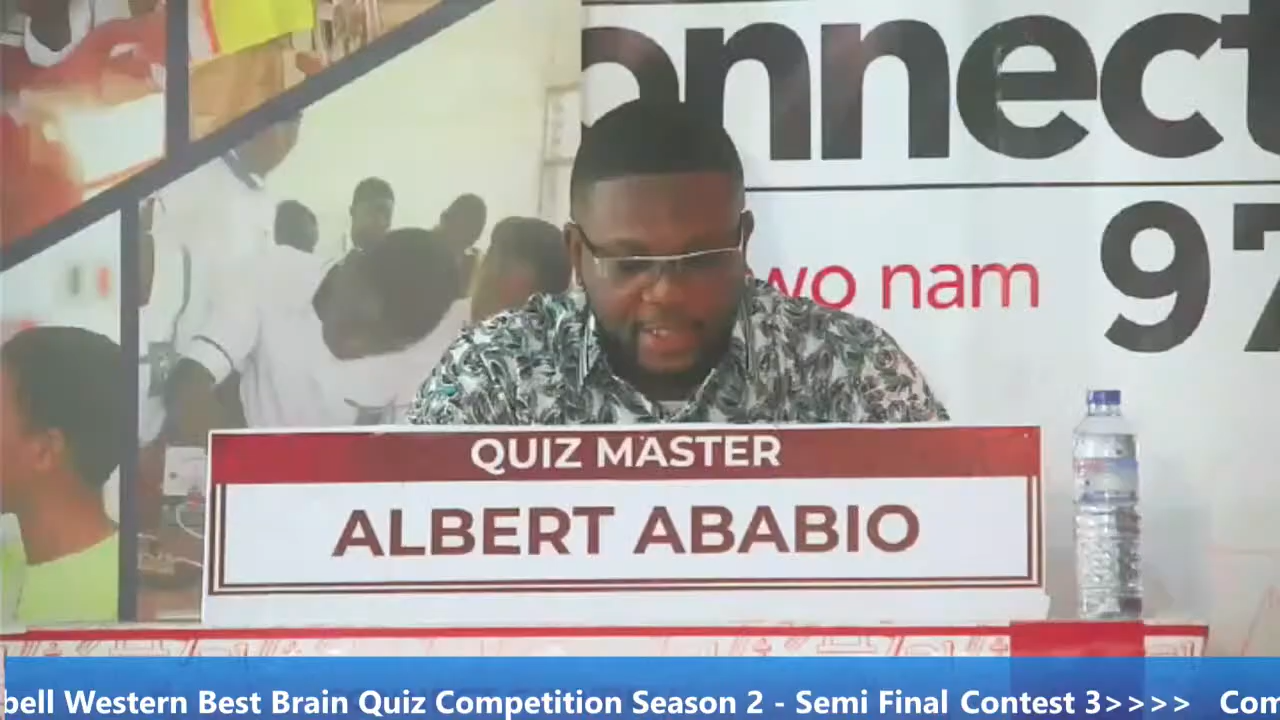 onnect
97
wo nam
QUIZ MASTER
ALBERT ABABIO
bell Western Best Brain Quiz Competition Season 2 - Semi Final Contest 3>>>> Com